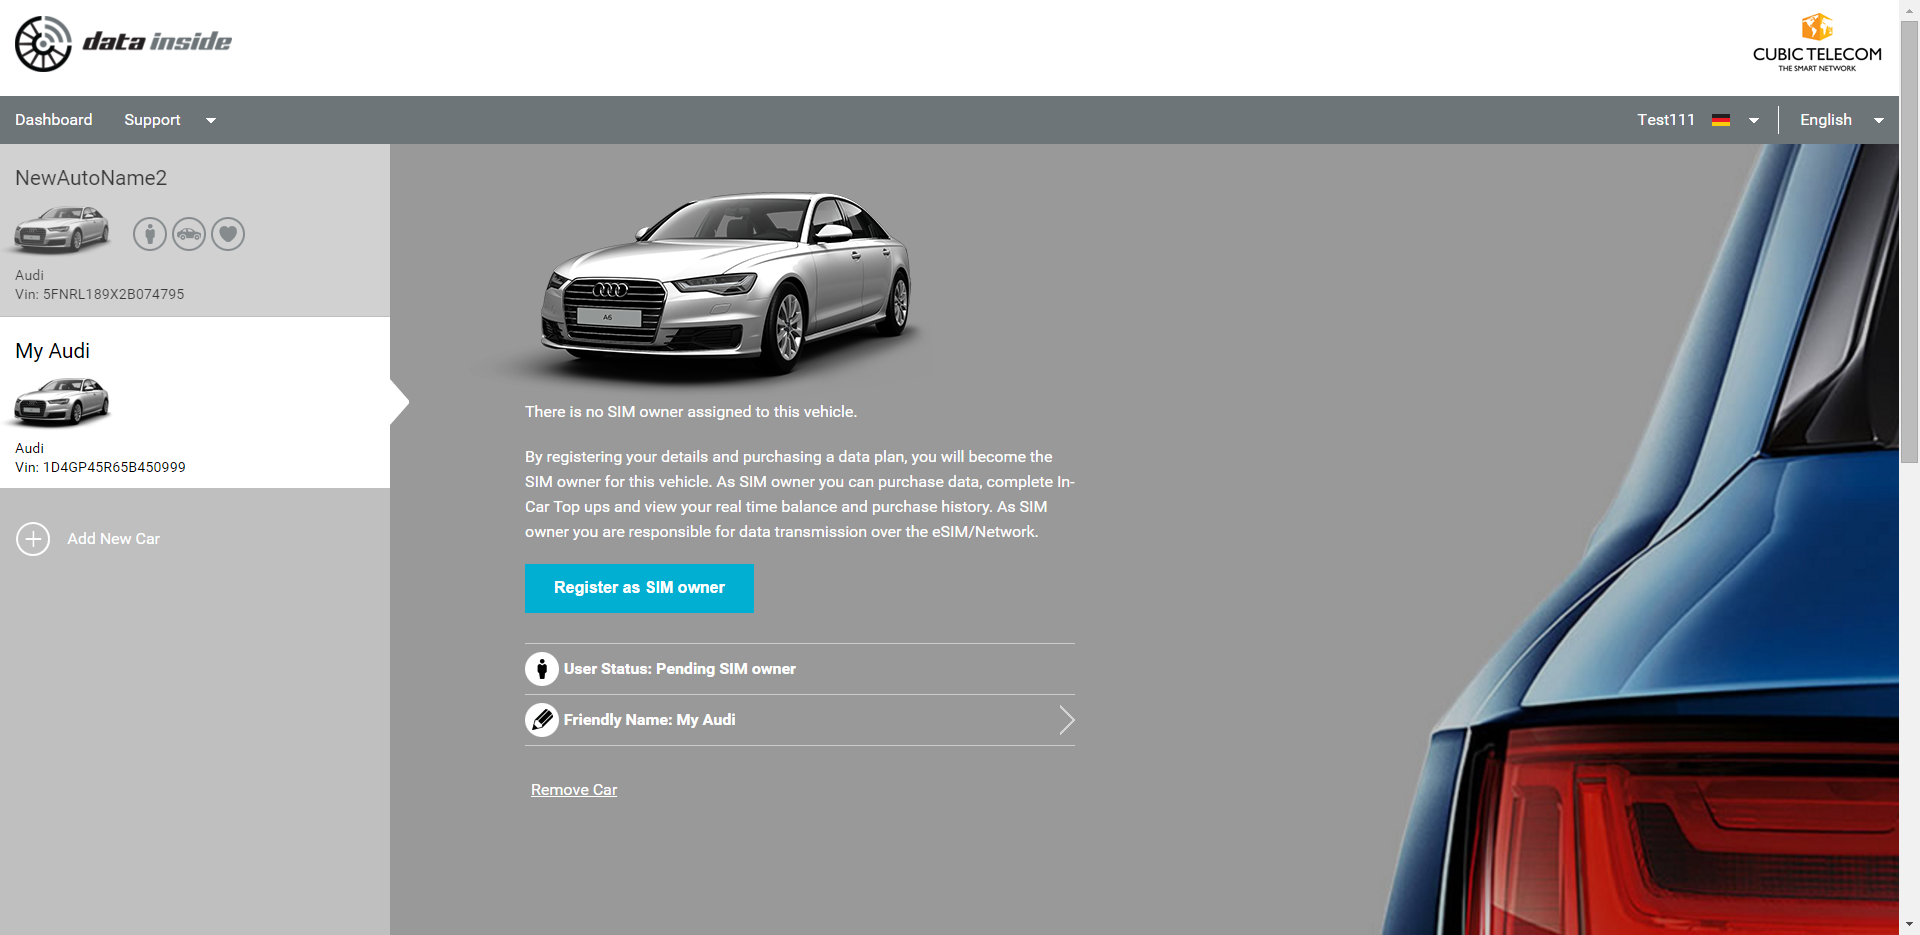 data inside
CUBIC TELECOM
THE SMART NETWORK
Dashboard
Support
Test111
English
NewAutoName2
Audi
Vin: 5FNRL189X2B074795
My Audi
Audi
Vin: 1D4GP45R65B450999
Add New Car
A6
There is no SIM owner assigned to this vehicle.
By registering your details and purchasing a data plan, you will become the
SIM owner for this vehicle. As SIM owner you can purchase data, complete In-
Car Top ups and view your real time balance and purchase history. As SIM
owner you are responsible for data transmission over the eSIM/Network.
Register as SIM owner
User Status: Pending SIM owner
Friendly Name: My Audi
Remove Car